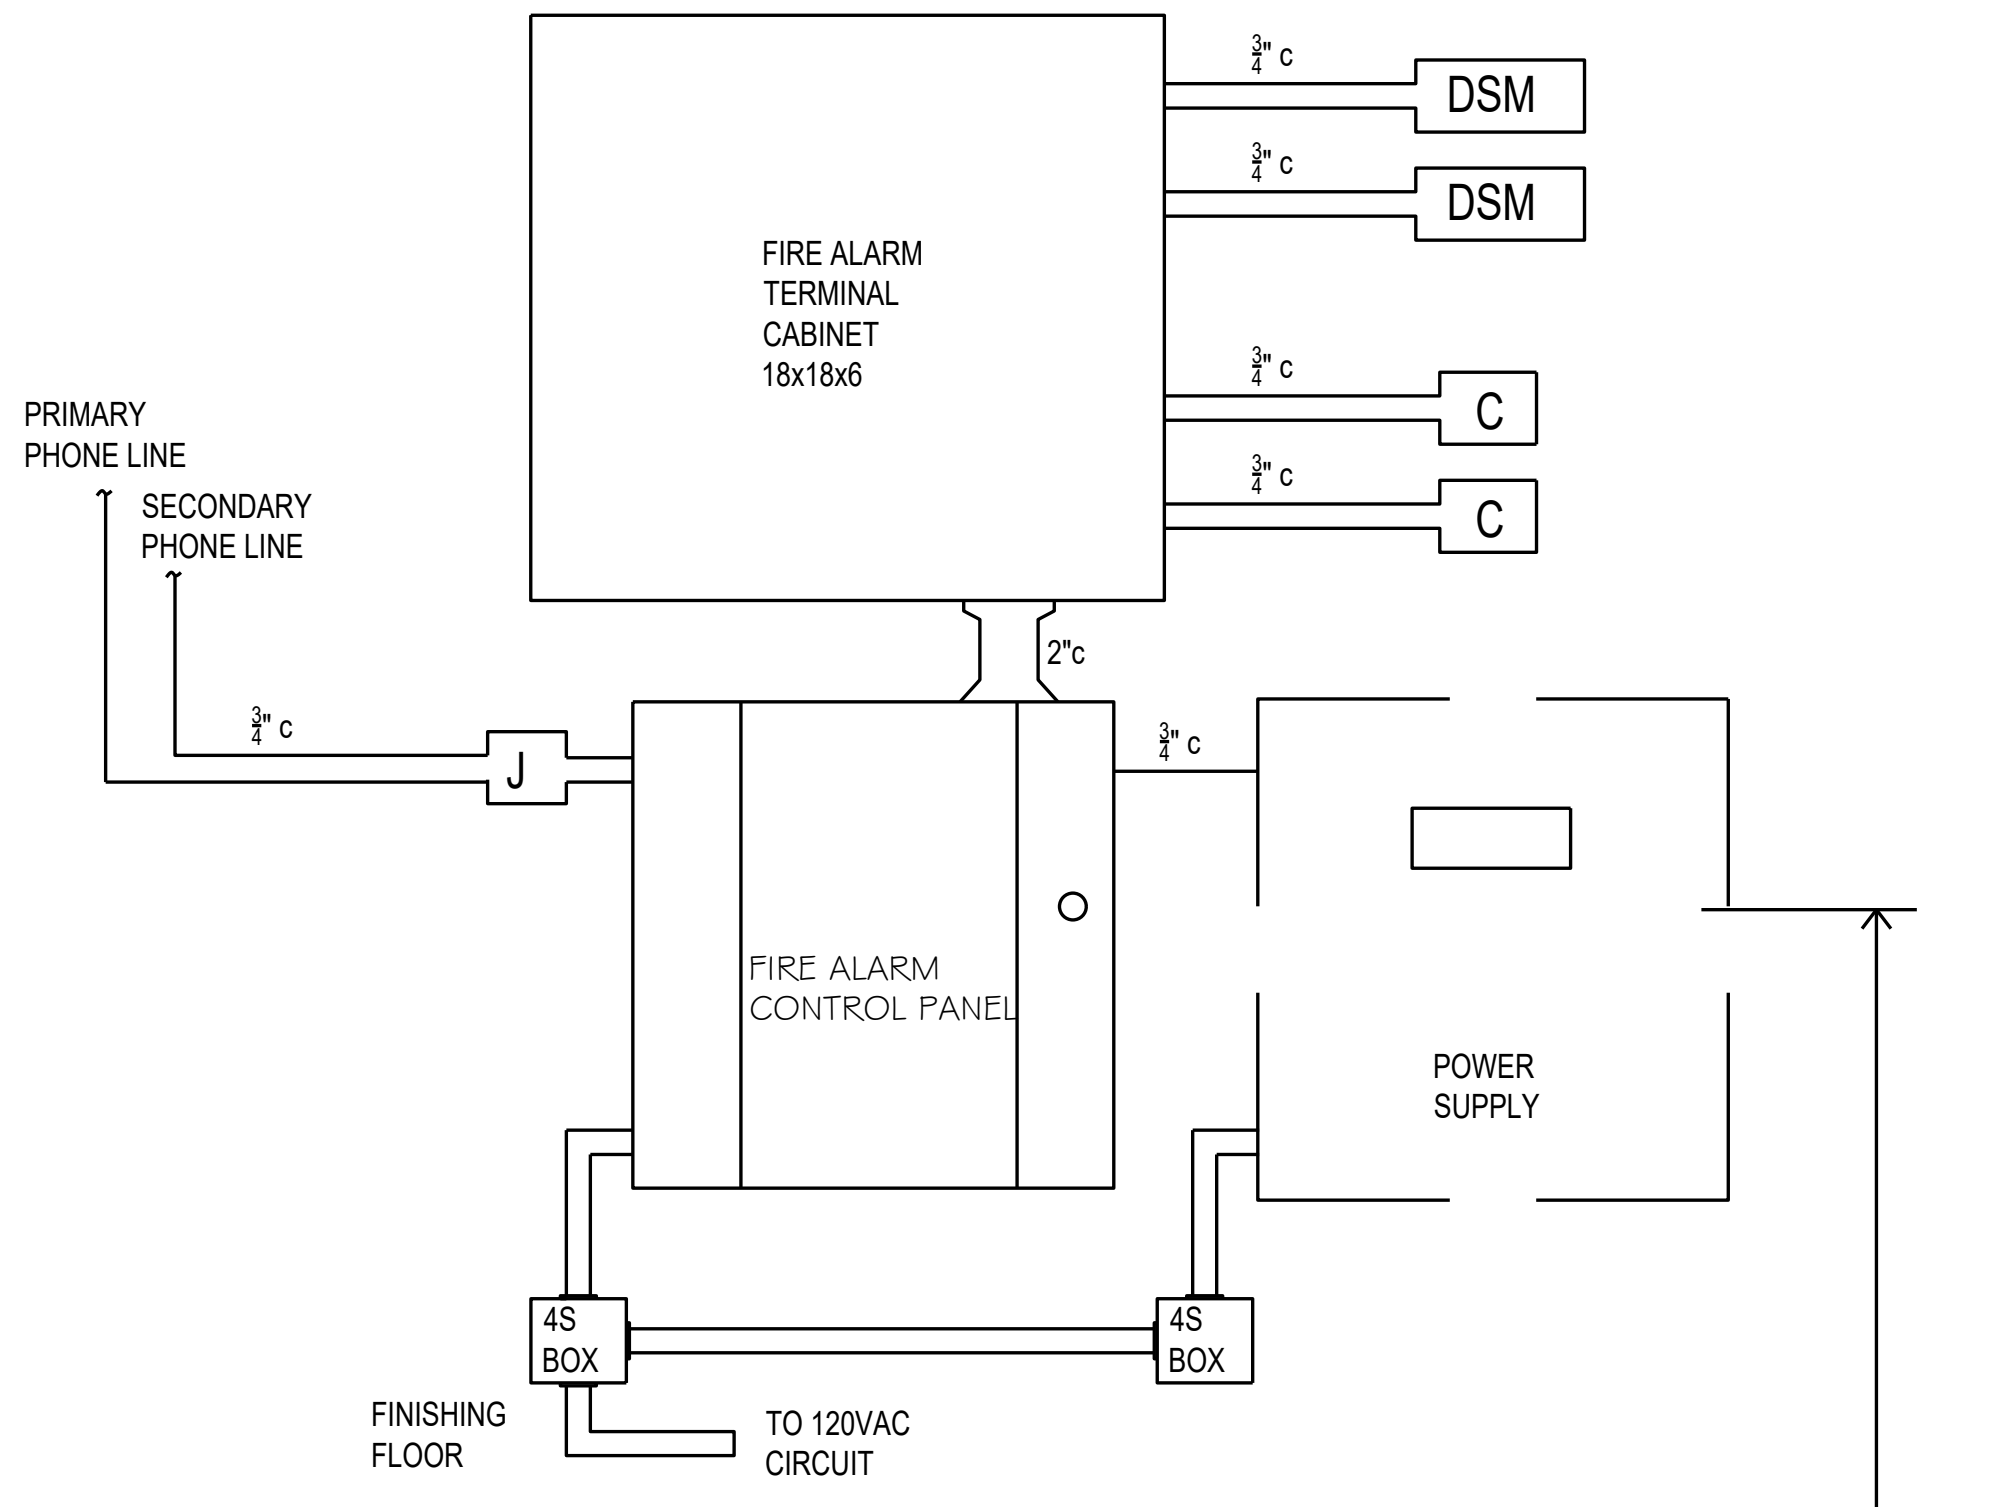 ¾" c
DSM
¾" c
DSM
FIRE ALARM
TERMINAL
CABINET
18x18x6
¾" c
C
¾" c
C
PRIMARY
PHONE LINE
SECONDARY
PHONE LINE
2"c
¾" c
J
¾" c
FIRE ALARM
CONTROL PANEL
POWER
SUPPLY
4S
BOX
4S
BOX
FINISHING
FLOOR
TO 120VAC
CIRCUIT